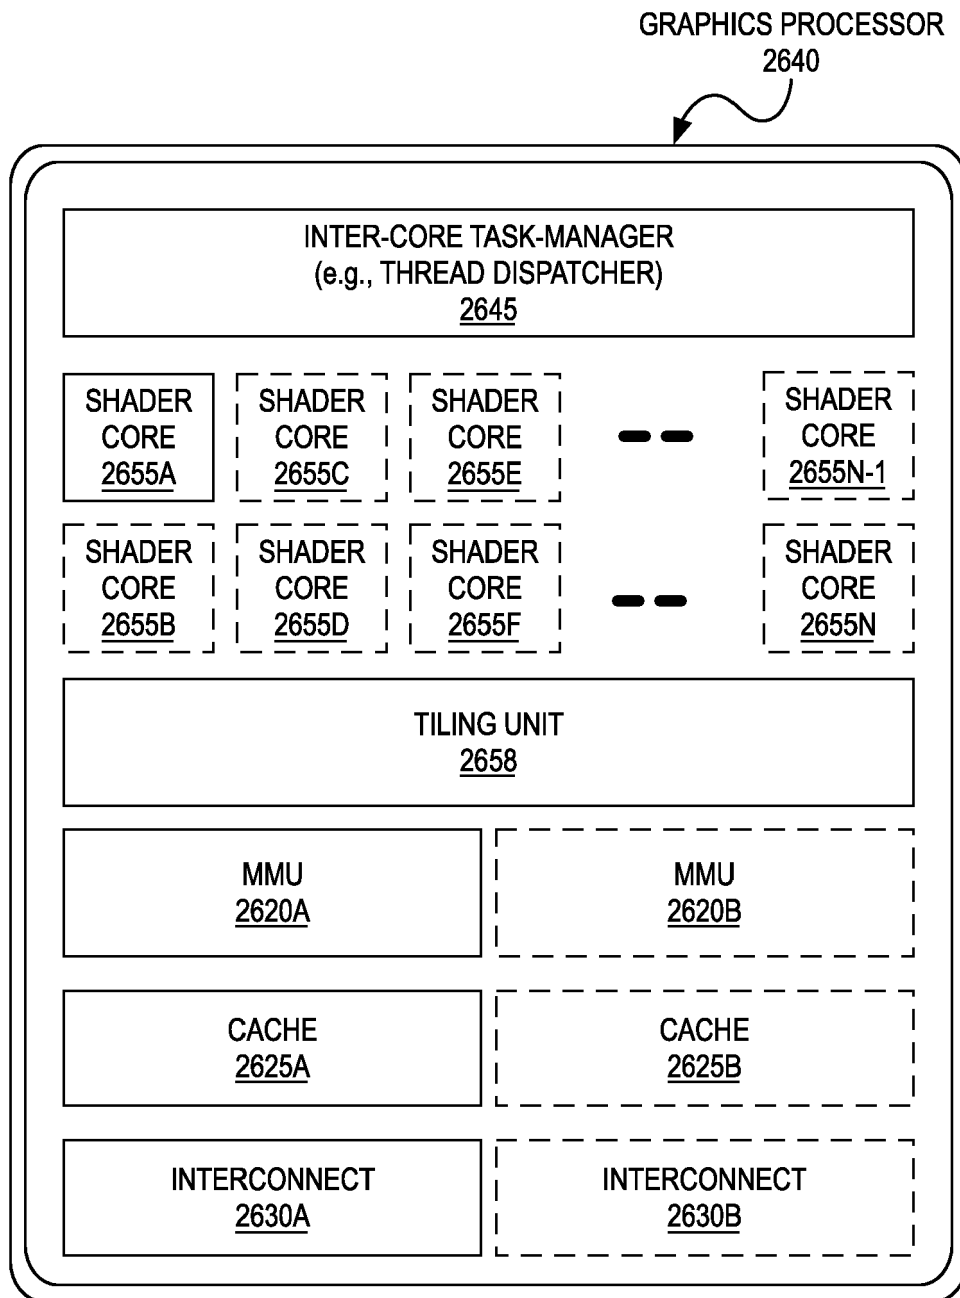 GRAPHICS PROCESSOR
2640
INTER-CORE TASK-MANAGER
(e.g., THREAD DISPATCHER)
2645
SHADER
CORE
2655A
SHADER
CORE
2655C
SHADER
CORE
2655E
SHADER
CORE
2655N-1
SHADER
CORE
2655B
SHADER
CORE
2655D
SHADER
CORE
2655F
SHADER
CORE
2655N
TILING UNIT
2658
MMU
2620A
MMU
2620B
CACHE
2625A
CACHE
2625B
INTERCONNECT
2630A
INTERCONNECT
2630B